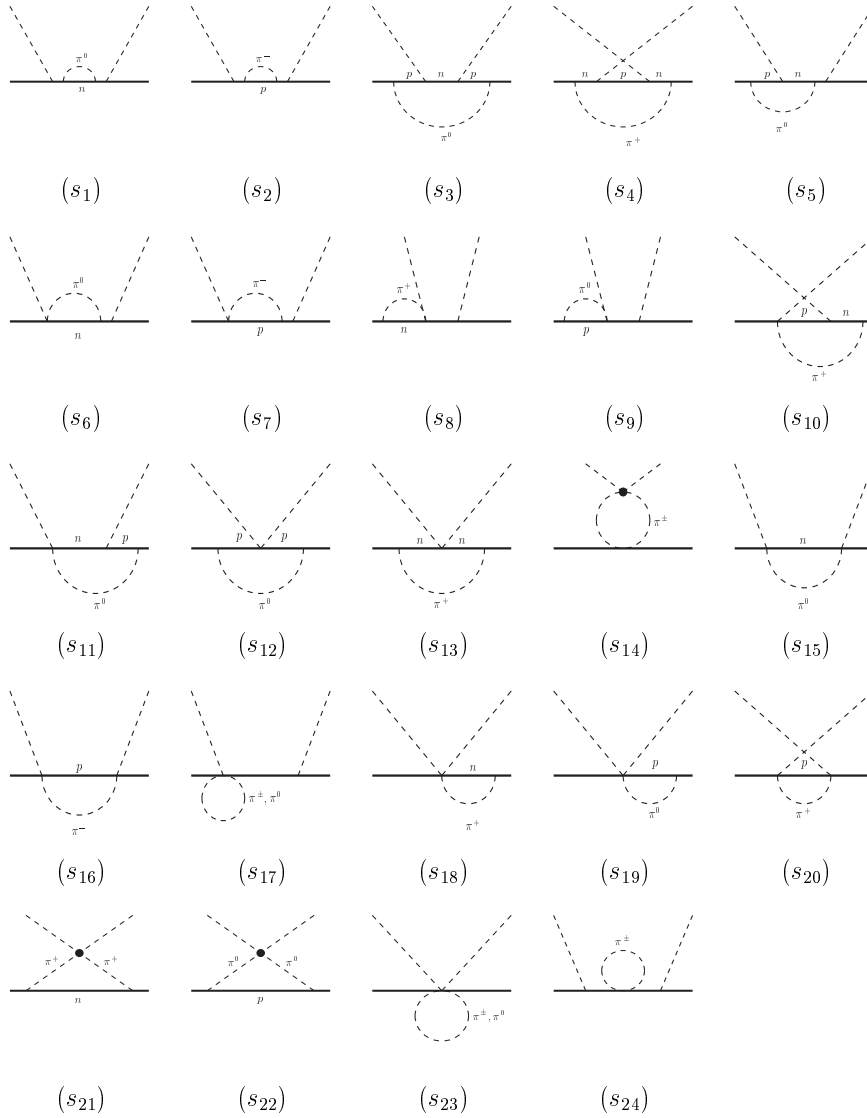 π⁰ π⁻ p n p n p n p n
n p π⁰ π⁺ π⁰
(s₁) (s₂) (s₃) (s₄) (s₅)
π⁰ π⁻ π⁺ π⁰
n p n p p n
π⁺
(s₆) (s₇) (s₈) (s₉) (s₁₀)
n p p p n n π± n
π⁰ π⁰ π⁺ π⁰
(s₁₁) (s₁₂) (s₁₃) (s₁₄) (s₁₅)
p n p p
π⁻ π±, π⁰ π⁺ π⁰ π⁺
(s₁₆) (s₁₇) (s₁₈) (s₁₉) (s₂₀)
π±
π⁺ π⁺ π⁰ π⁰
n p π±, π⁰
(s₂₁) (s₂₂) (s₂₃) (s₂₄)